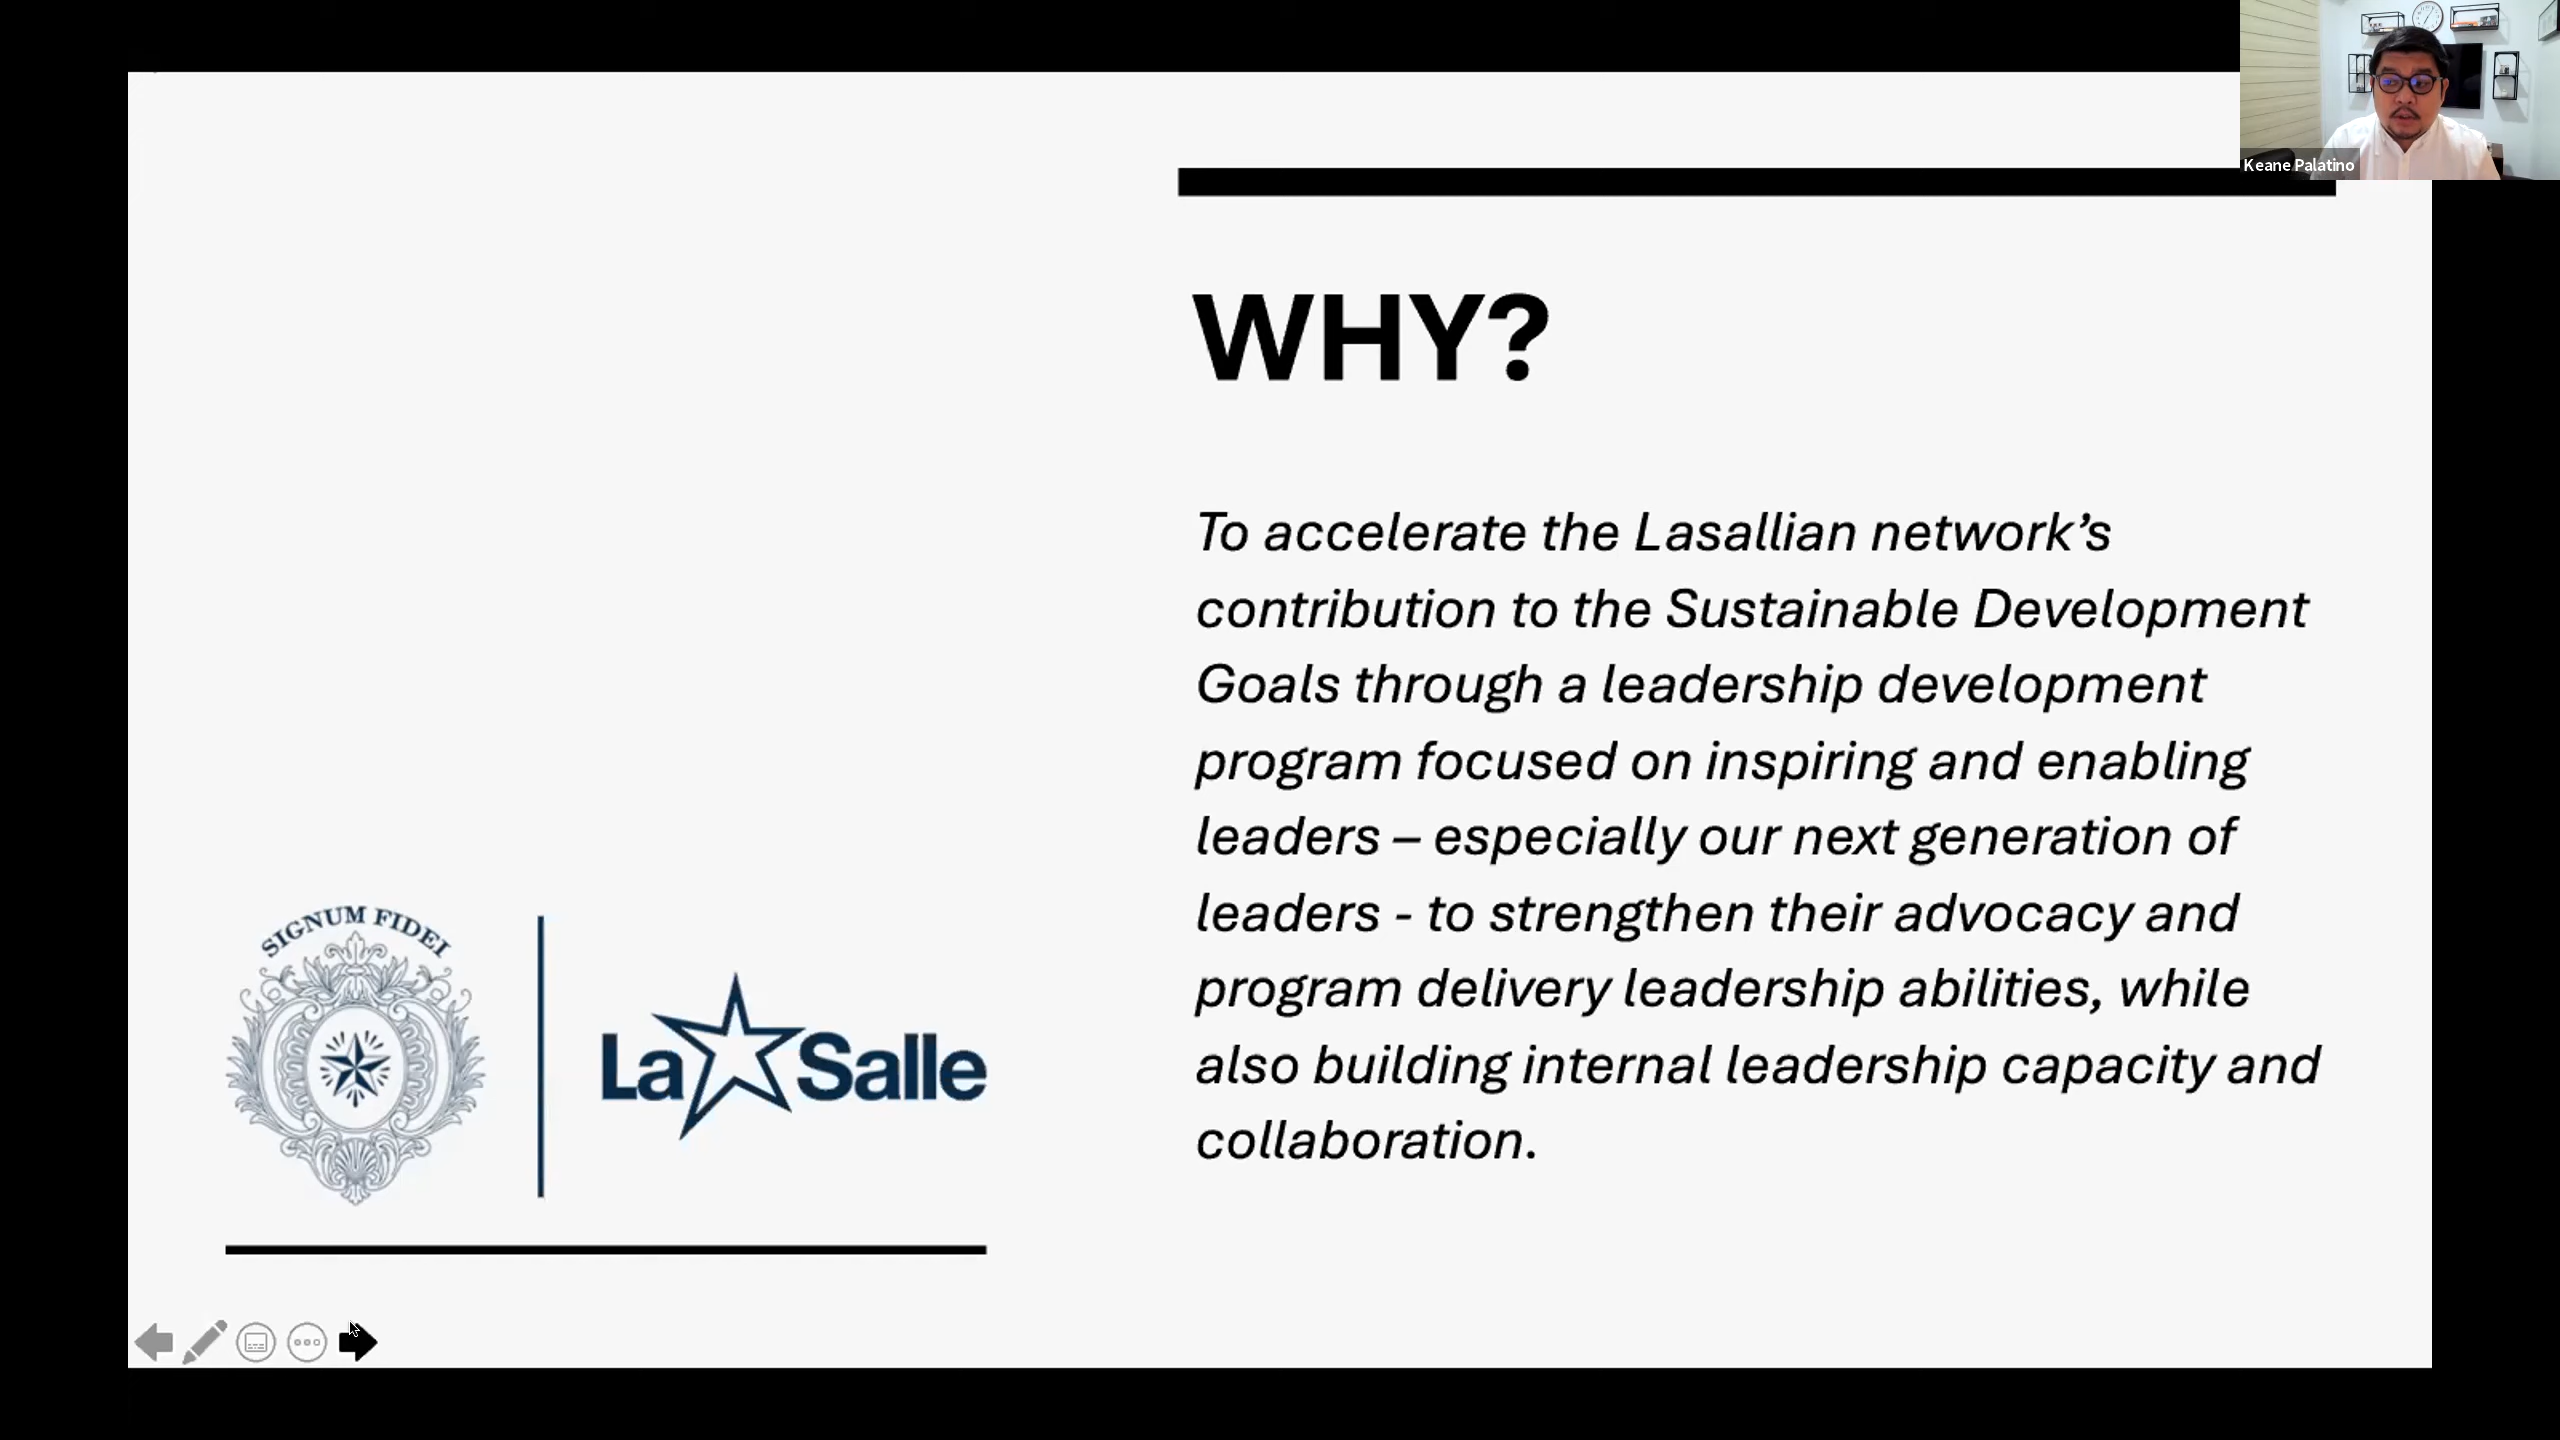 Keane Palatino
WHY?
To accelerate the Lasallian network’s
contribution to the Sustainable Development
Goals through a leadership development
program focused on inspiring and enabling
leaders – especially our next generation of
leaders - to strengthen their advocacy and
program delivery leadership abilities, while
also building internal leadership capacity and
collaboration.
SIGNUM FIDEI
La Salle